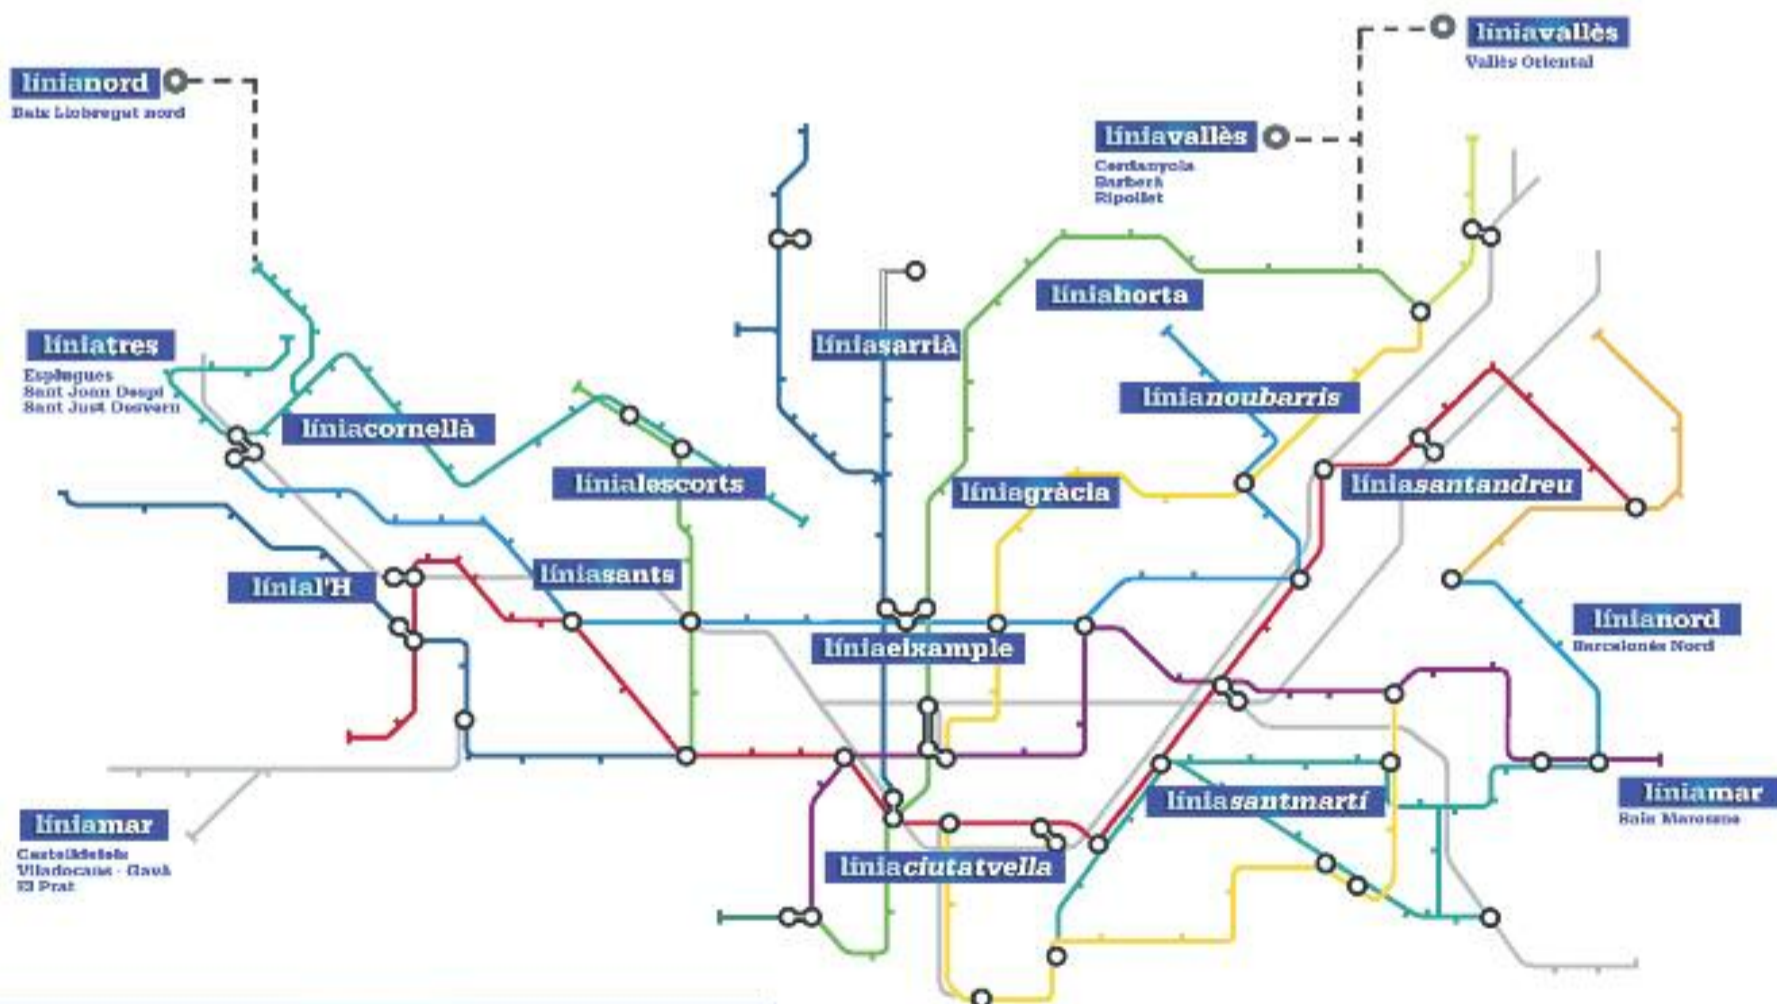 líniavallès
Vallès Oriental
línianord
Baix Llobregat nord
líniavallès
Cerdanyola
Barberà
Ripollet
líniahorta
líniatres
Esplugues
Sant Joan Despí
Sant Just Desvern
líniasarrià
líniacornellà
línianoubarris
línialescorts
líniagràcia
líniasantandreu
línial'H
líniasants
línianord
Barcelonès Nord
líniaeixample
líniamar
Baix Maresme
líniasantmartí
líniamar
Castelldefels
Viladecans - Gavà
El Prat
líniaciutatvella